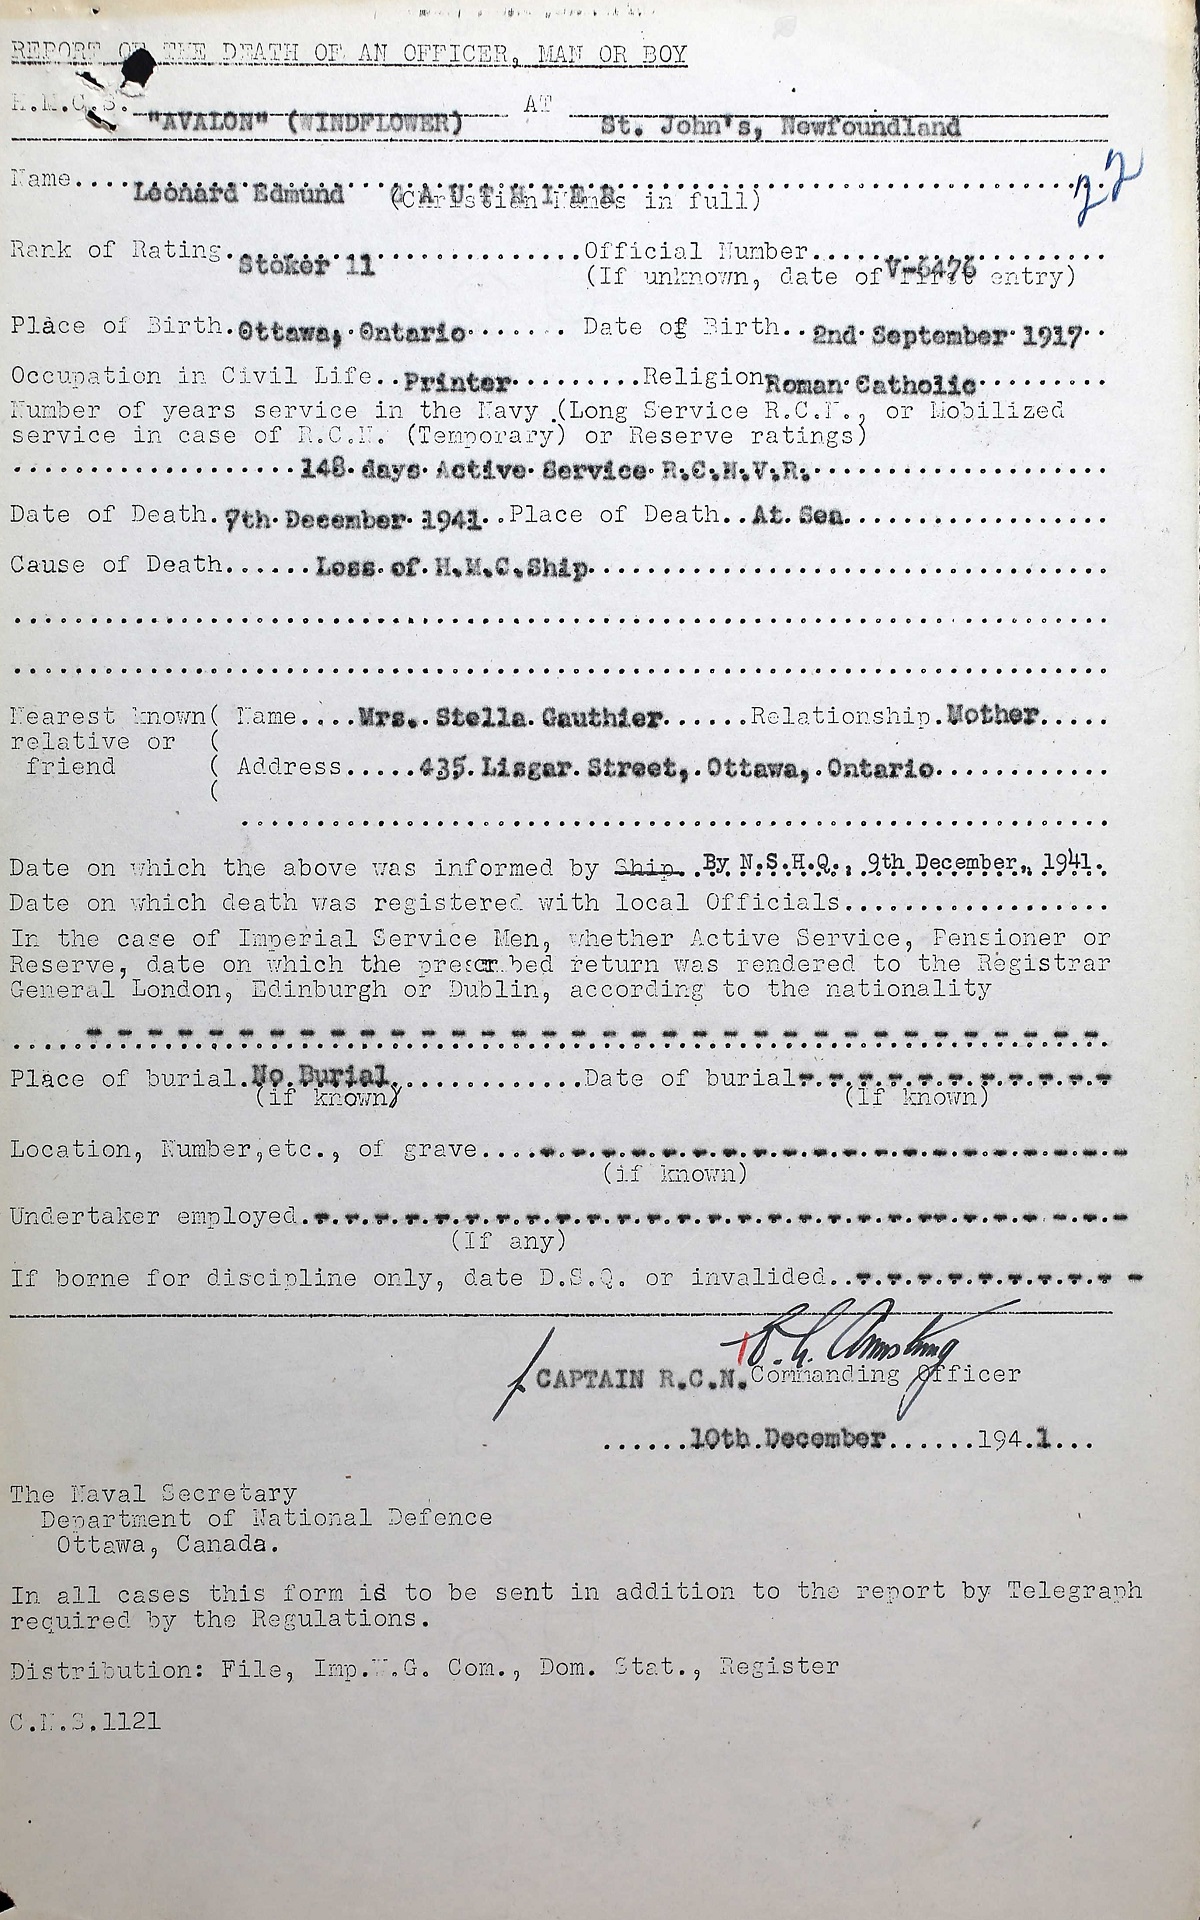 REPORT OF THE DEATH OF AN OFFICER, MAN OR BOY
H.M.C.S. "AVALON" (WINDFLOWER) AT St. John's, Newfoundland
22
Name....Leonard Edmund GAUTHIER
(Christian Names in full)
Rank of Rating.Stoker 11 Official Number....V-6476
(If unknown, date of first entry)
Place of Birth.Ottawa, Ontario....... Date of Birth..2nd September 1917..
Occupation in Civil Life..Printer.........Religion Roman Catholic.........
Number of years service in the Navy (Long Service R.C.N., or Mobilized
service in case of R.C.N. (Temporary) or Reserve ratings)
...................148 days Active Service R.C.N.V.R....................
Date of Death.7th December 1941..Place of Death..At Sea.................
Cause of Death......Loss of H.M.C.Ship..................................
Nearest known( Name....Mrs. Stella Gauthier......Relationship.Mother.....
relative or (
friend ( Address.....435 Lisgar Street, Ottawa, Ontario............
(
Date on which the above was informed by Ship. By N.S.H.Q., 9th December, 1941.
Date on which death was registered with local Officials.................
In the case of Imperial Service Men, whether Active Service, Pensioner or
Reserve, date on which the prescribed return was rendered to the Registrar
General London, Edinburgh or Dublin, according to the nationality
Place of burial.No Burial.............Date of burial
(if known) (If known)
Location, Number,etc., of grave....
(if known)
Undertaker employed.
(If any)
If borne for discipline only, date D.S.Q. or invalided..
CAPTAIN R.C.N. Commanding Officer
......10th December......194.1...
The Naval Secretary
Department of National Defence
Ottawa, Canada.
In all cases this form is to be sent in addition to the report by Telegraph
required by the Regulations.
Distribution: File, Imp.W.G. Com., Dom. Stat., Register
C.N.S.1121